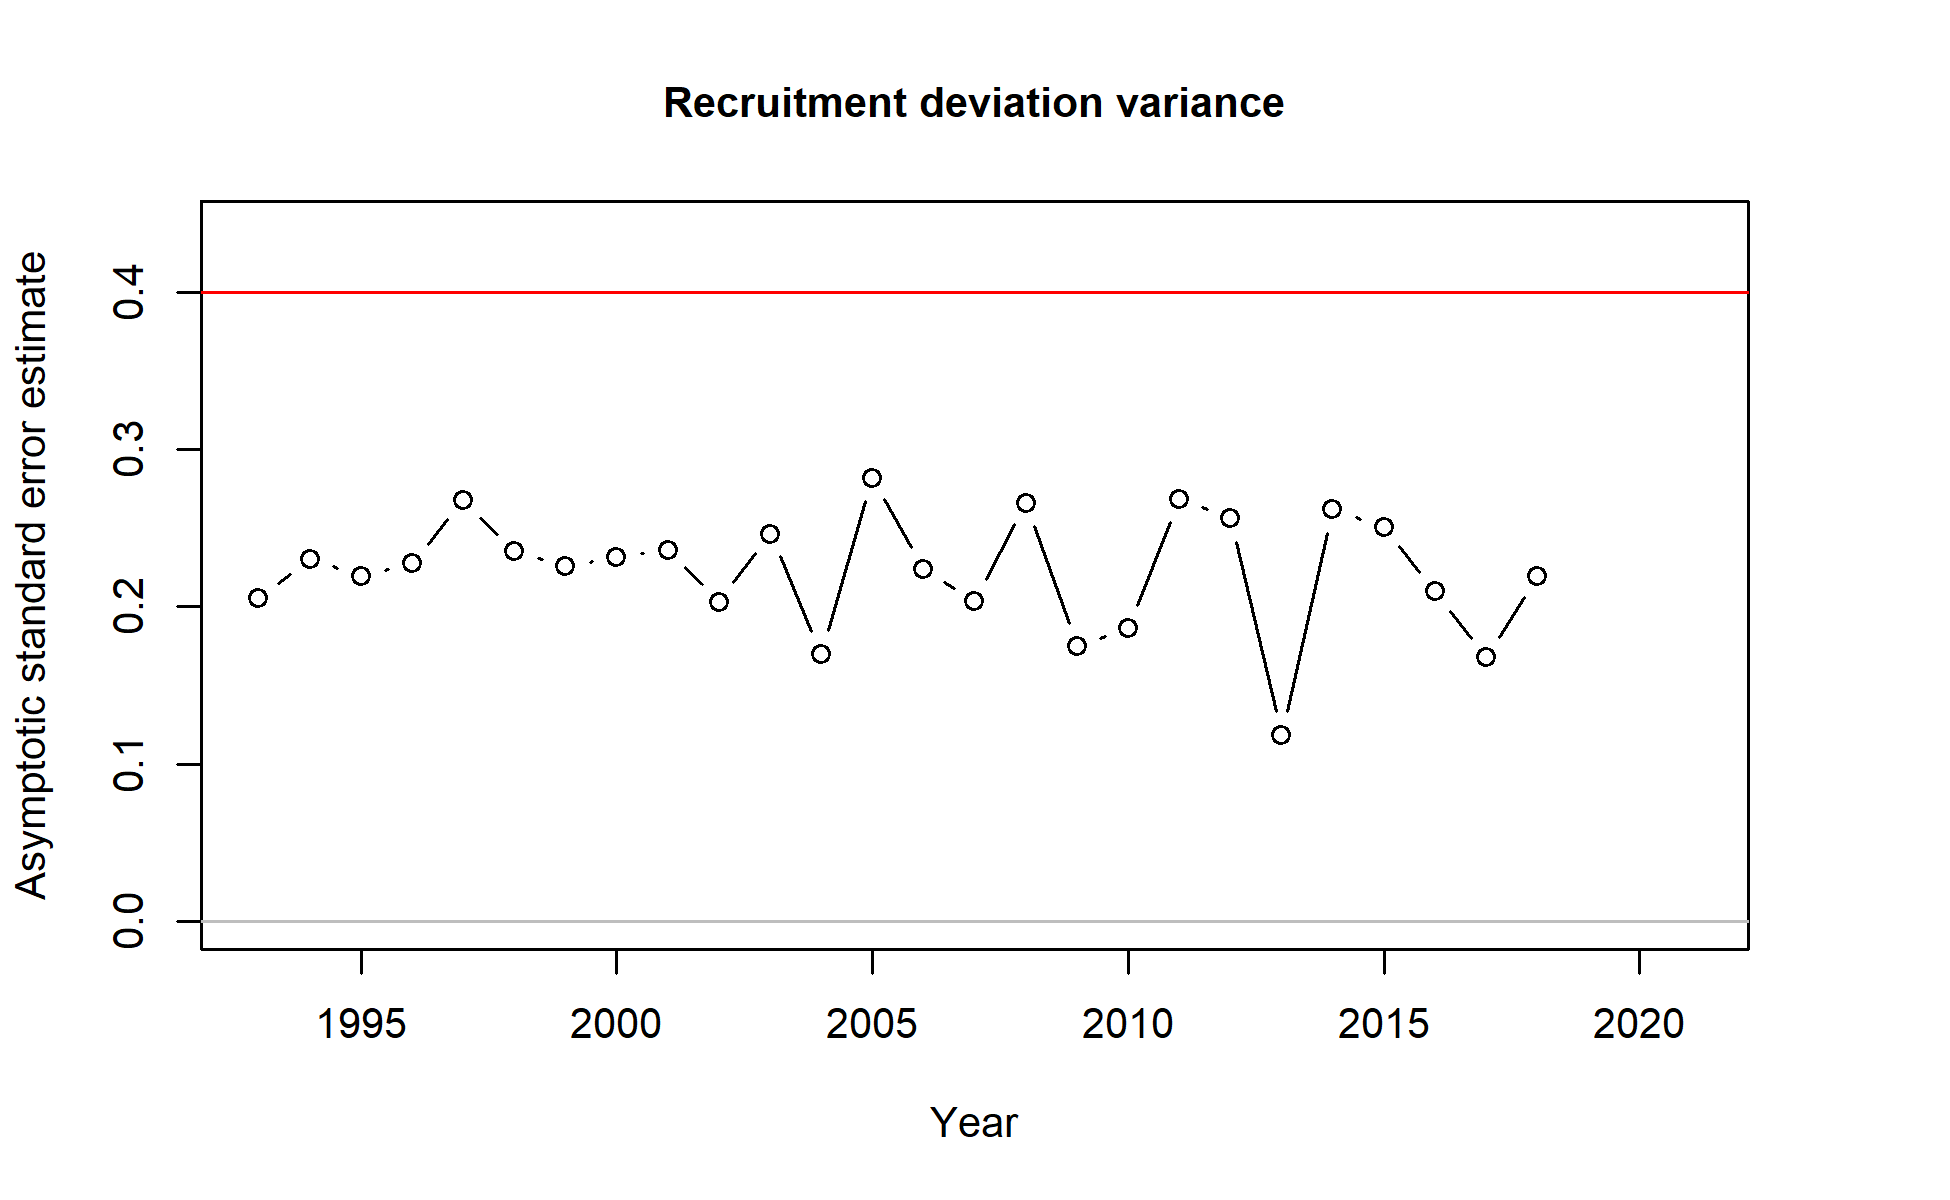 Recruitment deviation variance
Asymptotic standard error estimate
0.4
0.3
0.2
0.1
0.0
1995 2000 2005 2010 2015 2020
Year